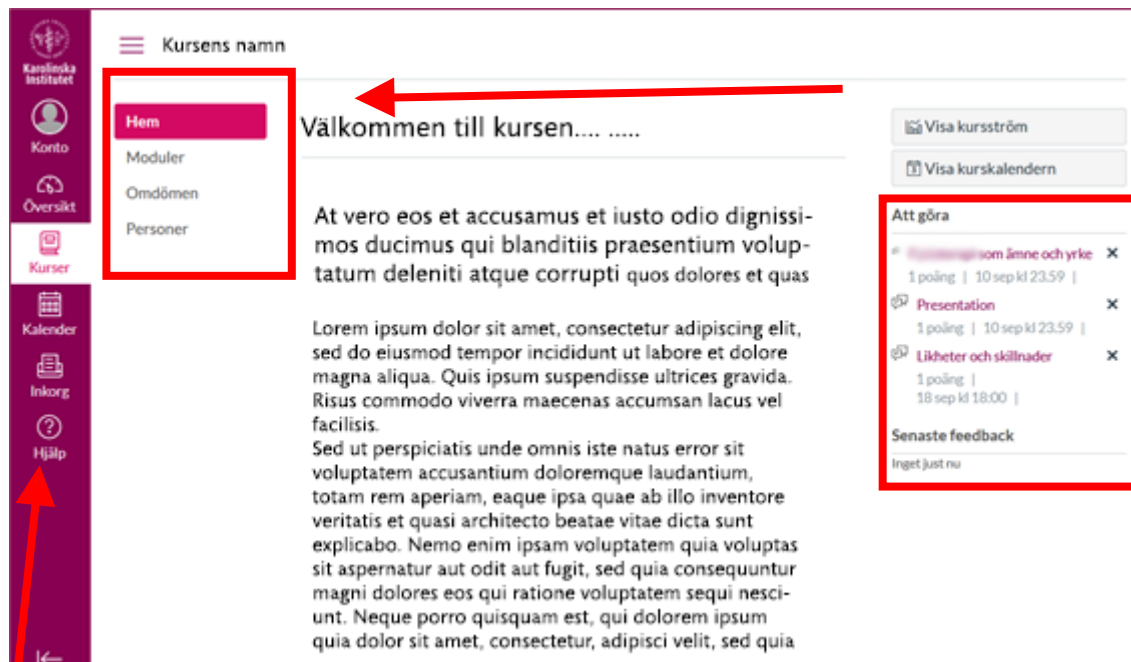 Karolinska
Institutet
Konto
Översikt
Kurser
Kalender
Inkorg
Hjälp
Kursens namn
Hem
Moduler
Omdömen
Personer
Välkommen till kursen.... .....
At vero eos et accusamus et iusto odio dignissi-
mos ducimus qui blanditiis praesentium volup-
tatum deleniti atque corrupti quos dolores et quas
Lorem ipsum dolor sit amet, consectetur adipiscing elit,
sed do eiusmod tempor incididunt ut labore et dolore
magna aliqua. Quis ipsum suspendisse ultrices gravida.
Risus commodo viverra maecenas accumsan lacus vel
facilisis.
Sed ut perspiciatis unde omnis iste natus error sit
voluptatem accusantium doloremque laudantium,
totam rem aperiam, eaque ipsa quae ab illo inventore
veritatis et quasi architecto beatae vitae dicta sunt
explicabo. Nemo enim ipsam voluptatem quia voluptas
sit aspernatur aut odit aut fugit, sed quia consequuntur
magni dolores eos qui ratione voluptatem sequi nesci-
unt. Neque porro quisquam est, qui dolorem ipsum
quia dolor sit amet, consectetur, adipisci velit, sed quia
Visa kursström
Visa kurskalendern
Att göra
som ämne och yrke
1 poäng | 10 sep kl 23.59 |
Presentation
1 poäng | 10 sep kl 23.59 |
Likheter och skillnader
1 poäng |
18 sep kl 18:00 |
Senaste feedback
Inget just nu